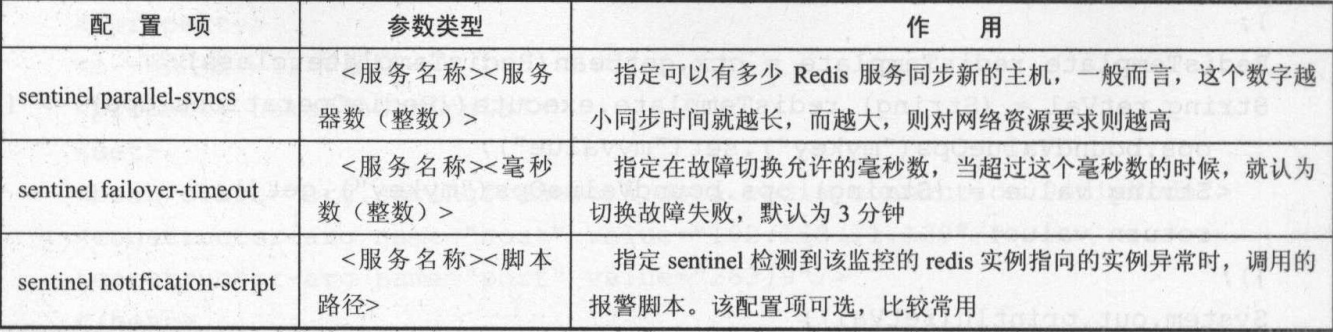 配 置 项 参数类型 作 用
<服务名称><服务 指定可以有多少 Redis 服务同步新的主机，一般而言，这个数字越
sentinel parallel-syncs
器数（整数）> 小同步时间就越长，而越大，则对网络资源要求则越高
<服务名称><毫秒 指定在故障切换允许的毫秒数，当超过这个毫秒数的时候，就认为
sentinel failover-timeout
数（整数）> 切换故障失败，默认为 3 分钟
<服务名称><脚本 指定 sentinel 检测到该监控的 redis 实例指向的实例异常时，调用的
sentinel notification-script
路径> 报警脚本。该配置项可选，比较常用